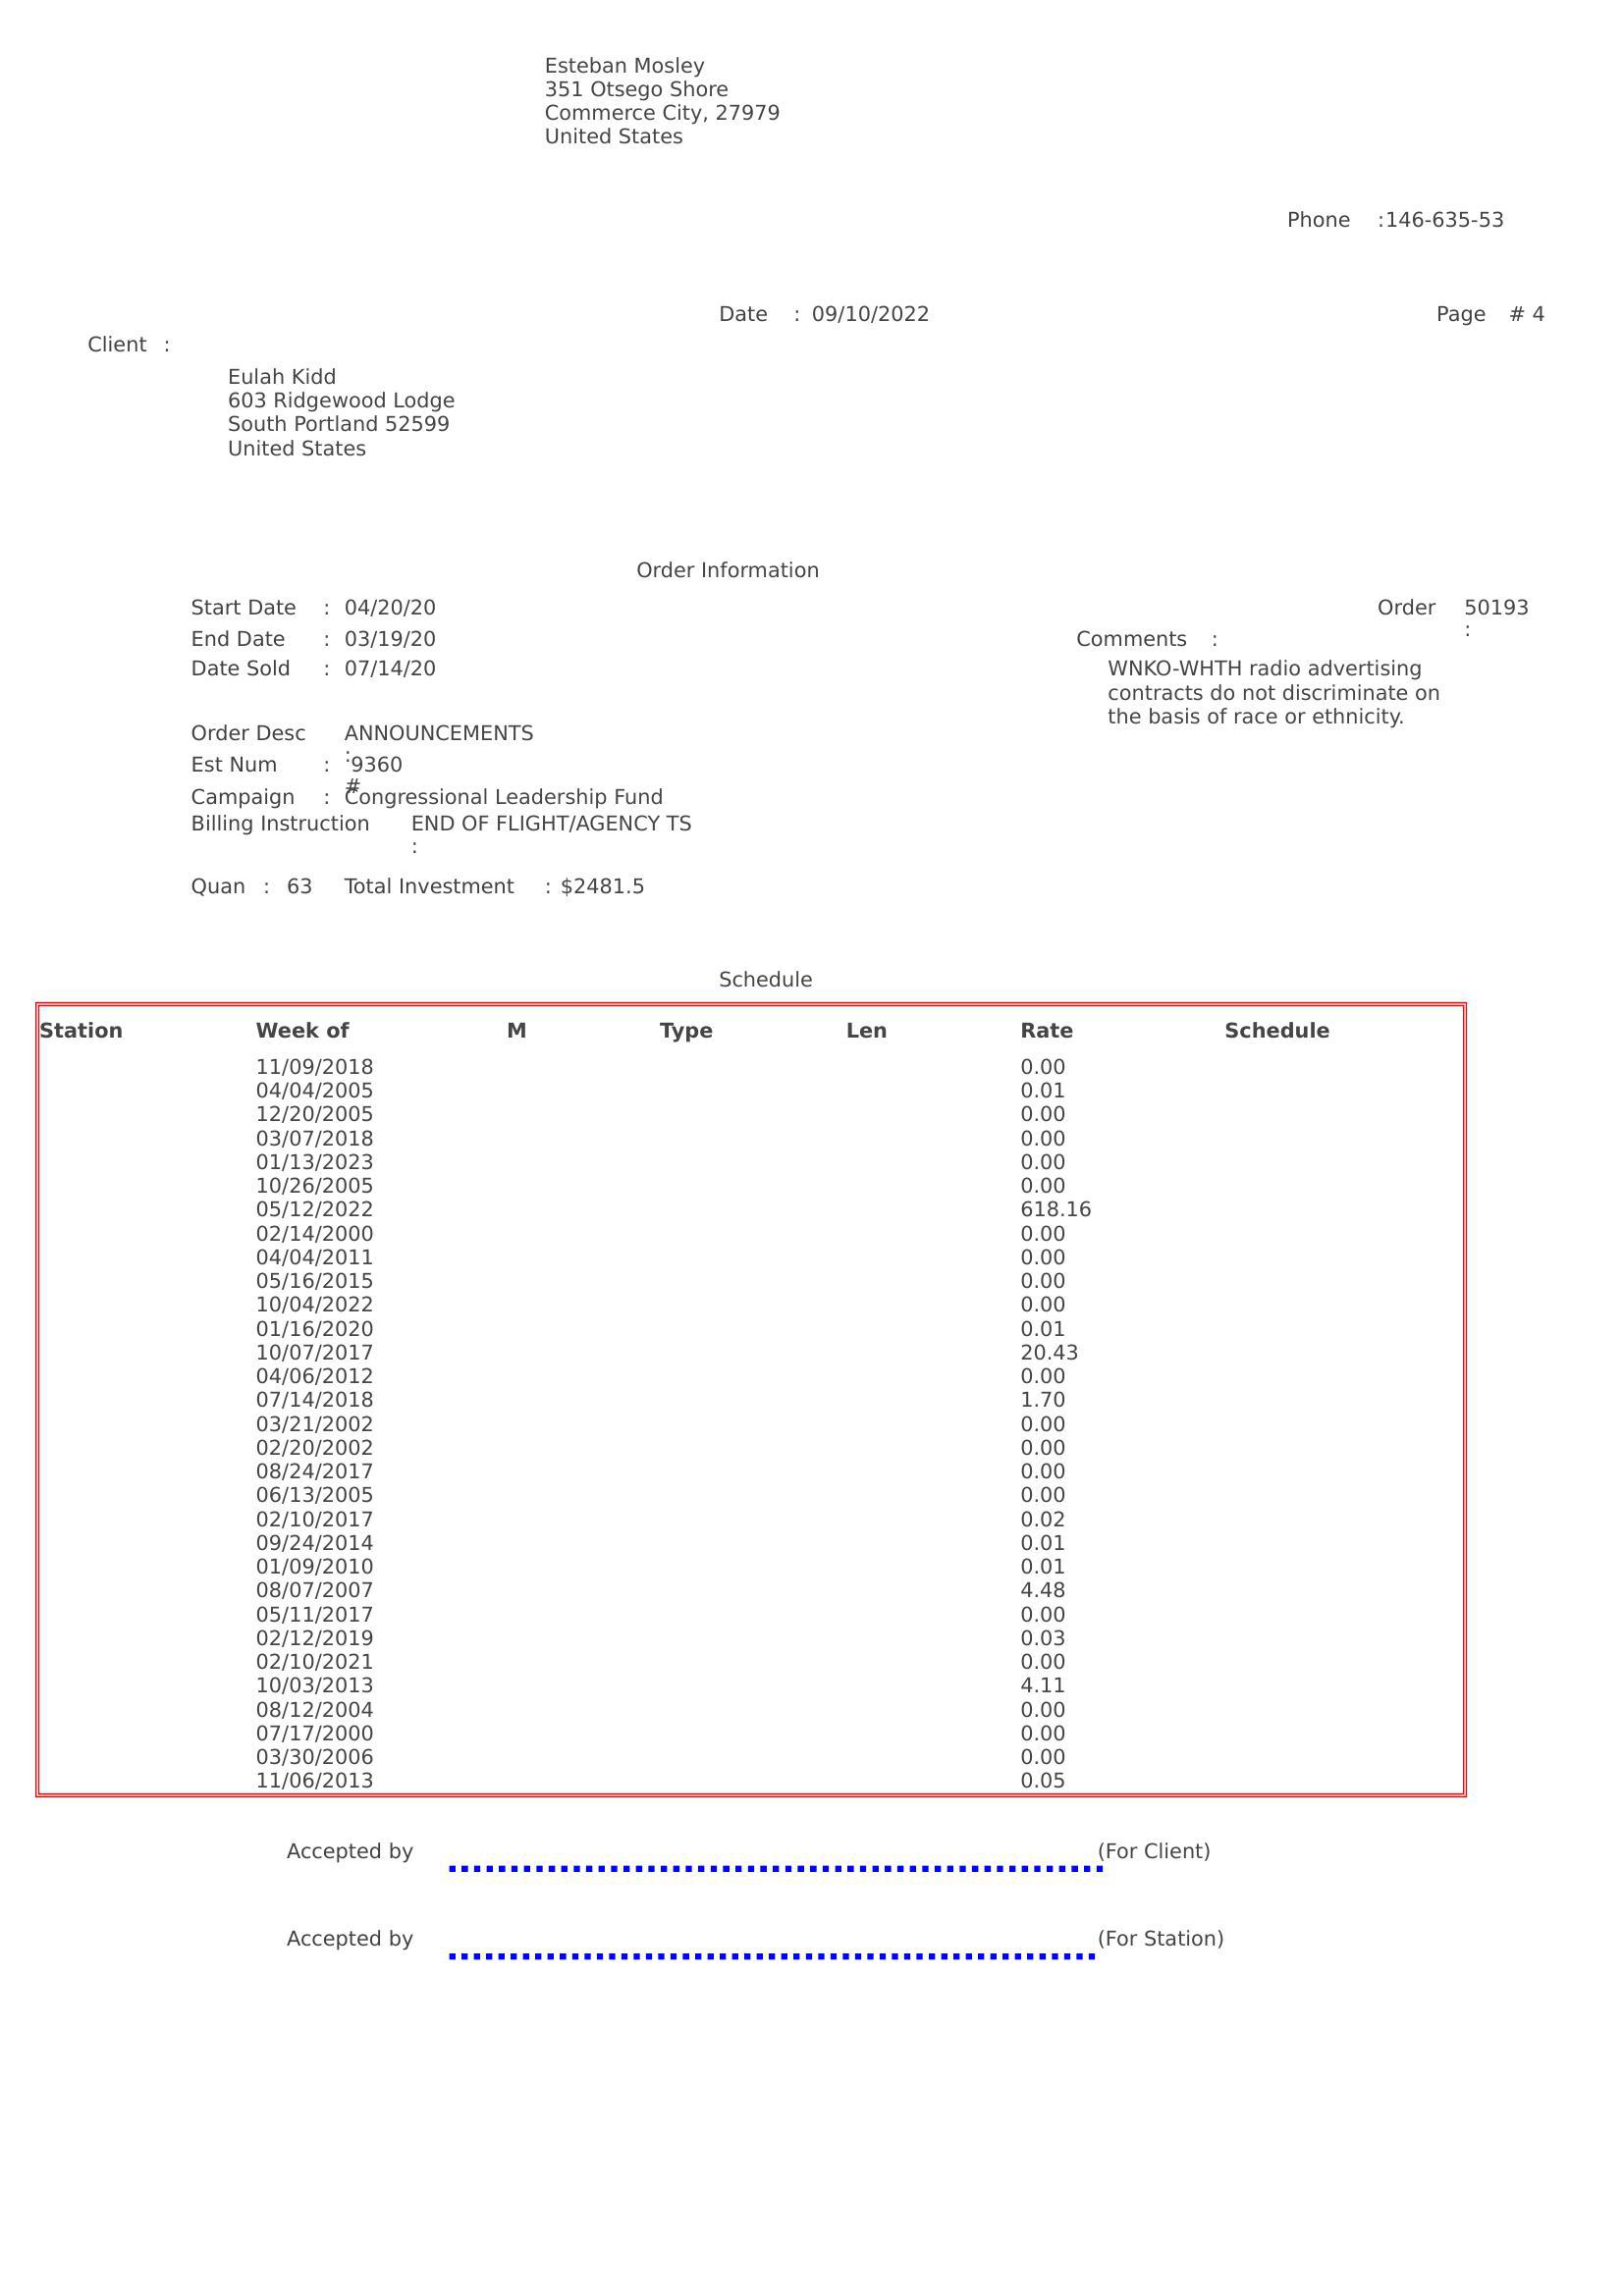 Esteban Mosley
351 Otsego Shore
Commerce City, 27979
United States
Phone :146-635-53
Date : 09/10/2022 Page # 4
Client :
Eulah Kidd
603 Ridgewood Lodge
South Portland 52599
United States
Order Information
Start Date : 04/20/20 Order 50193
:
End Date : 03/19/20 Comments :
Date Sold : 07/14/20 WNKO-WHTH radio advertising
contracts do not discriminate on
the basis of race or ethnicity.
Order Desc ANNOUNCEMENTS
:
Est Num : 9360
#
Campaign : Congressional Leadership Fund
Billing Instruction END OF FLIGHT/AGENCY TS
:
Quan : 63 Total Investment : $2481.5
Schedule
Station Week of M Type Len Rate Schedule
11/09/2018 0.00
04/04/2005 0.01
12/20/2005 0.00
03/07/2018 0.00
01/13/2023 0.00
10/26/2005 0.00
05/12/2022 618.16
02/14/2000 0.00
04/04/2011 0.00
05/16/2015 0.00
10/04/2022 0.00
01/16/2020 0.01
10/07/2017 20.43
04/06/2012 0.00
07/14/2018 1.70
03/21/2002 0.00
02/20/2002 0.00
08/24/2017 0.00
06/13/2005 0.00
02/10/2017 0.02
09/24/2014 0.01
01/09/2010 0.01
08/07/2007 4.48
05/11/2017 0.00
02/12/2019 0.03
02/10/2021 0.00
10/03/2013 4.11
08/12/2004 0.00
07/17/2000 0.00
03/30/2006 0.00
11/06/2013 0.05
Accepted by (For Client)
Accepted by (For Station)